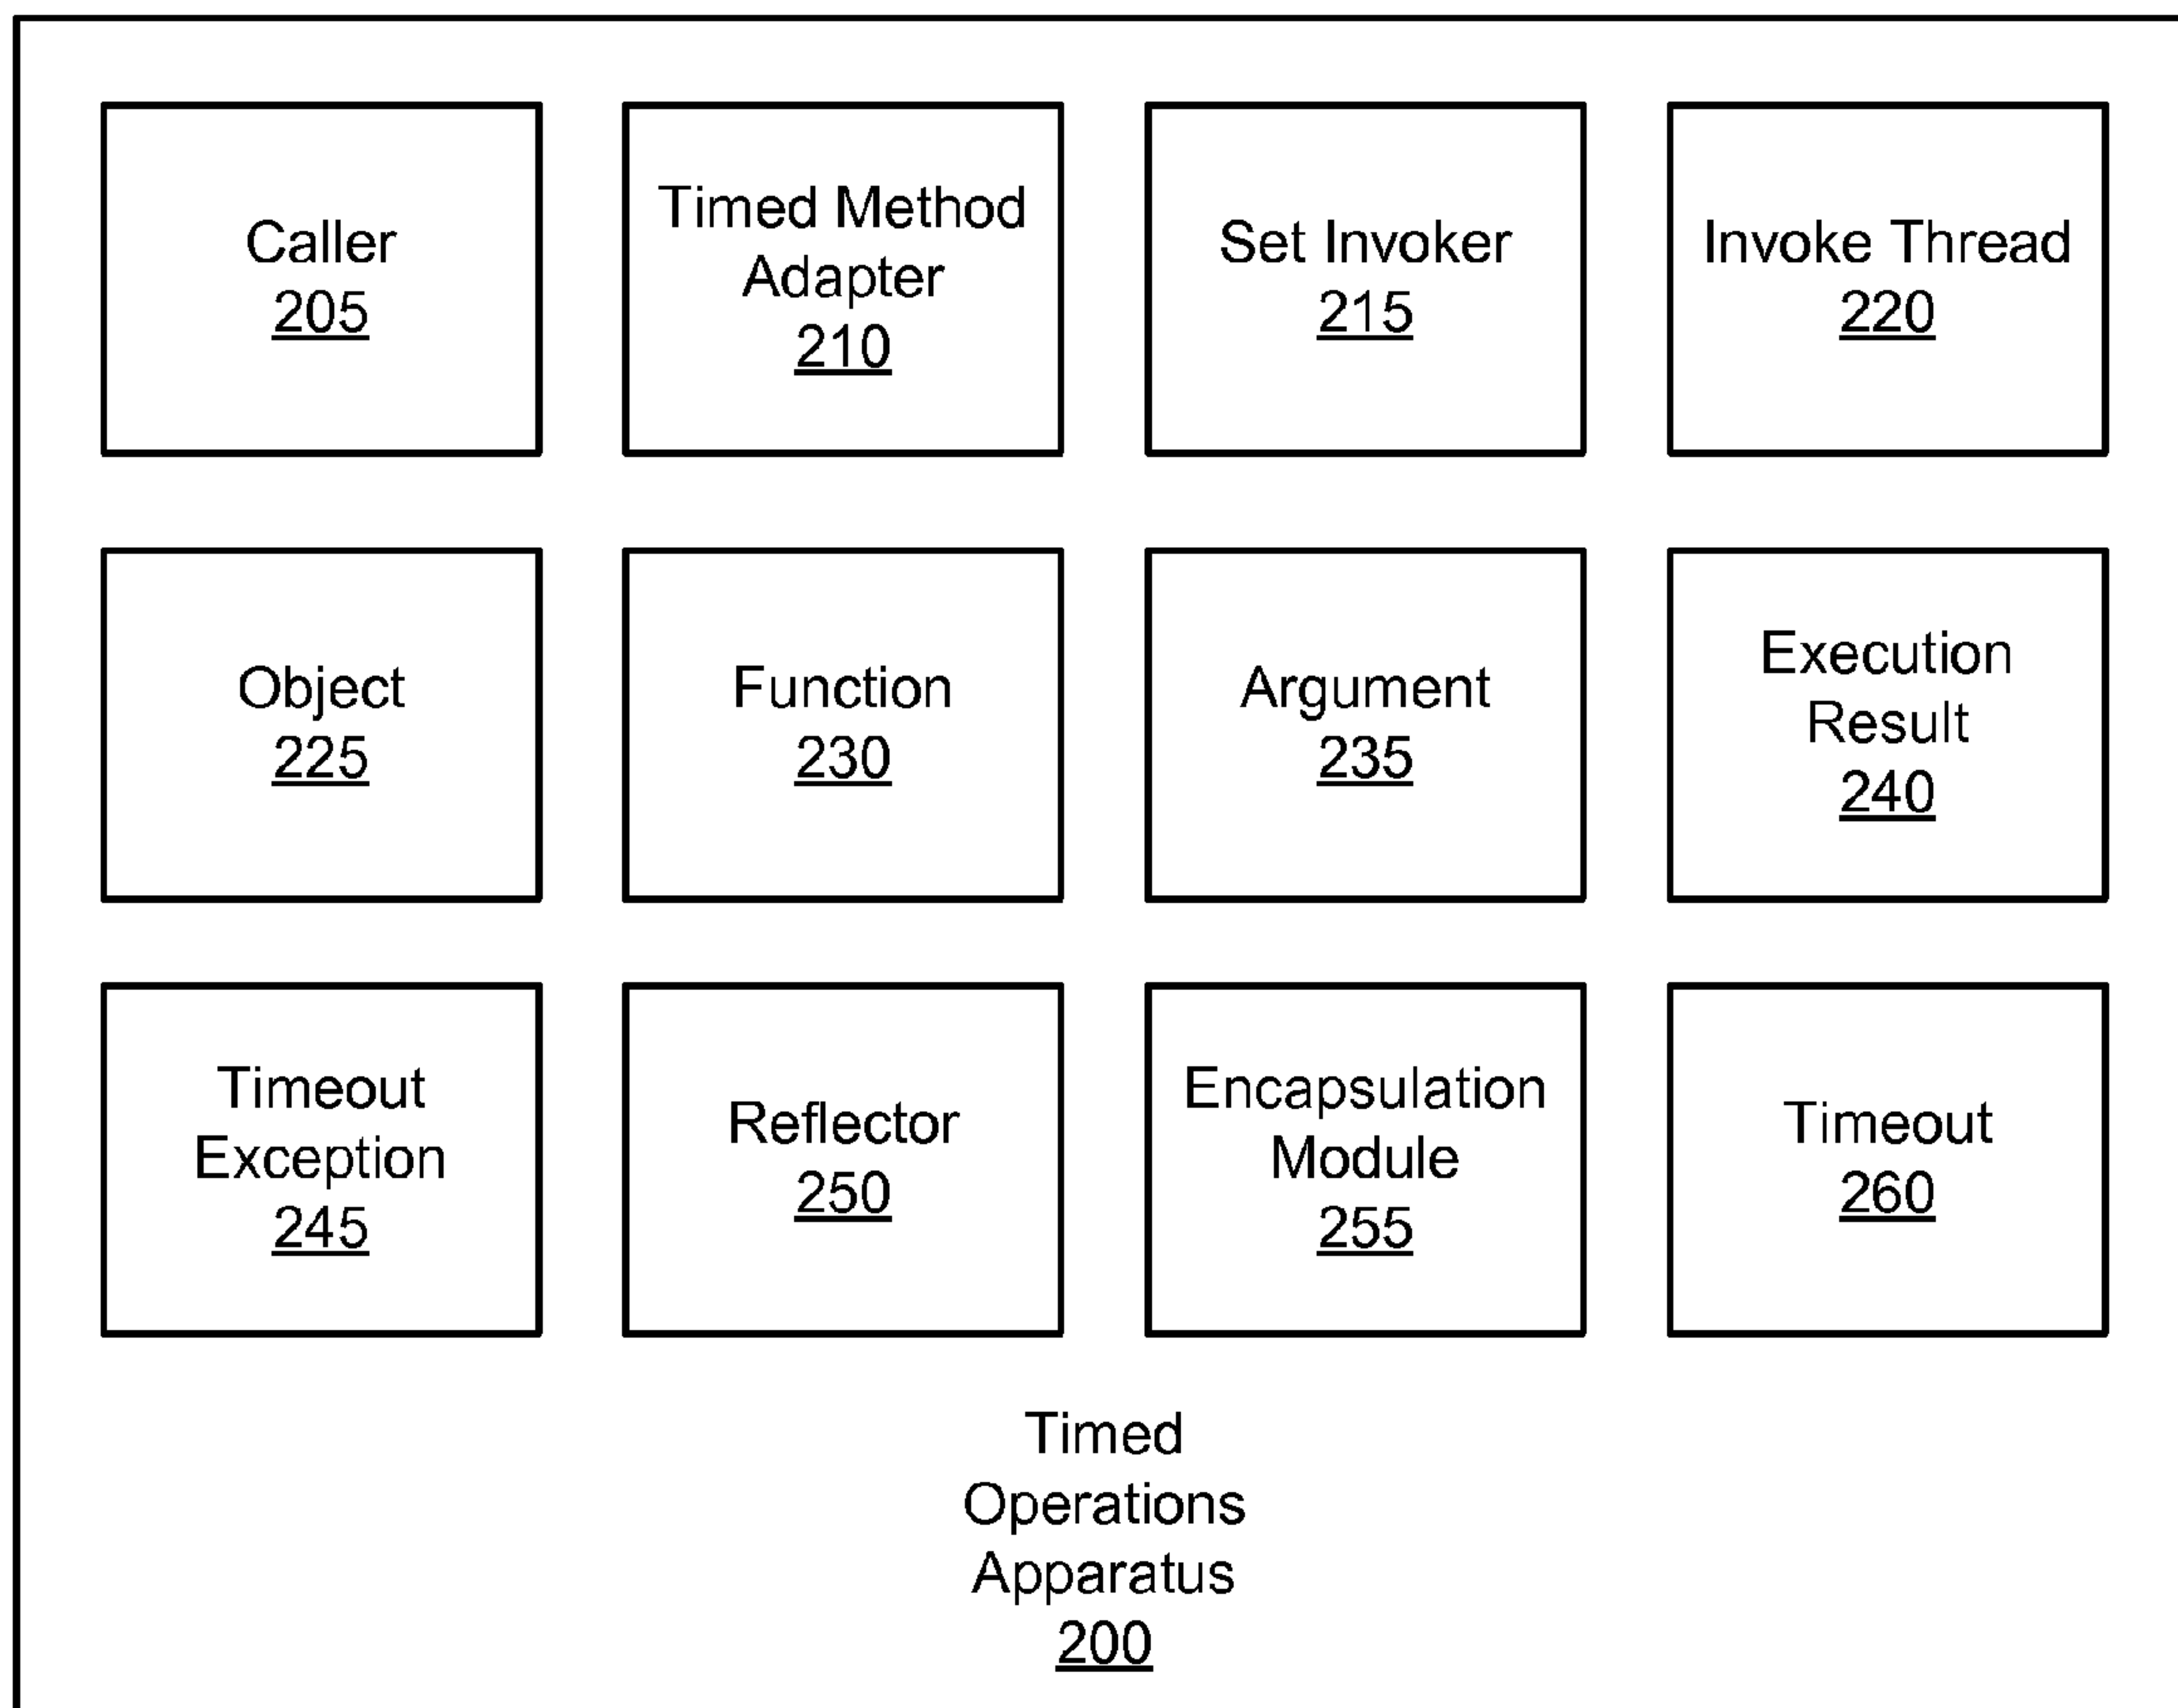 Caller
205
Timed Method
Adapter
210
Set Invoker
215
Invoke Thread
220
Object
225
Function
230
Argument
235
Execution
Result
240
Timeout
Exception
245
Reflector
250
Encapsulation
Module
255
Timeout
260
Timed
Operations
Apparatus
200